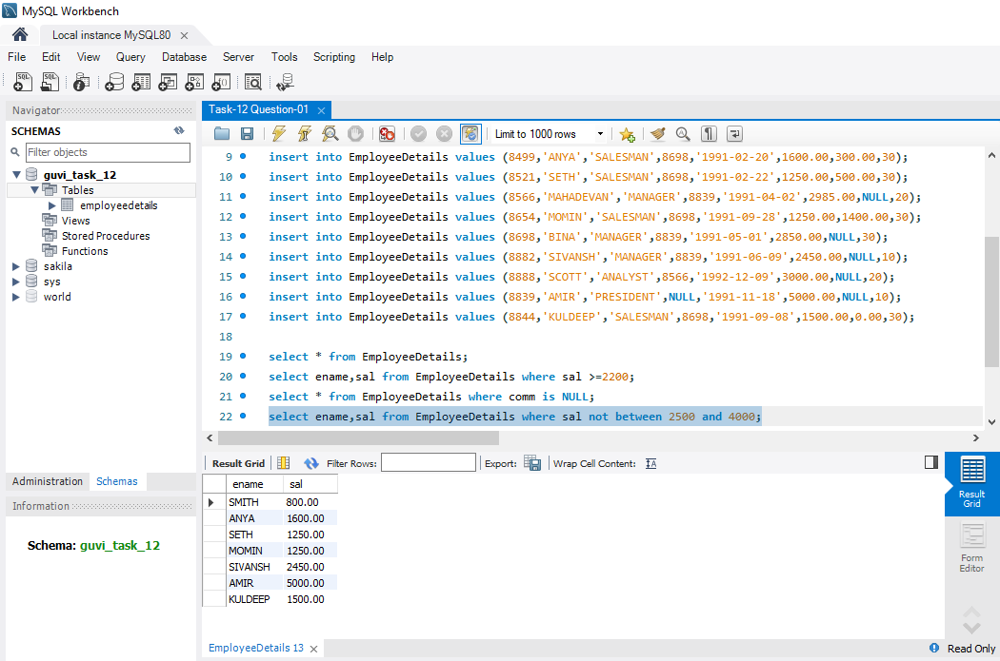 MySQL Workbench
Local instance MySQL80
File Edit View Query Database Server Tools Scripting Help
Navigator
SCHEMAS
Filter objects
guvi_task_12
Tables
employeedetails
Views
Stored Procedures
Functions
sakila
sys
world
Administration Schemas
Information
Schema: guvi_task_12
Task-12 Question-01
Limit to 1000 rows
9 insert into EmployeeDetails values (8499,'ANYA','SALESMAN',8698,'1991-02-20',1600.00,300.00,30);
10 insert into EmployeeDetails values (8521,'SETH','SALESMAN',8698,'1991-02-22',1250.00,500.00,30);
11 insert into EmployeeDetails values (8566,'MAHADEVAN','MANAGER',8839,'1991-04-02',2985.00,NULL,20);
12 insert into EmployeeDetails values (8654,'MOMIN','SALESMAN',8698,'1991-09-28',1250.00,1400.00,30);
13 insert into EmployeeDetails values (8698,'BINA','MANAGER',8839,'1991-05-01',2850.00,NULL,30);
14 insert into EmployeeDetails values (8882,'SIVANSH','MANAGER',8839,'1991-06-09',2450.00,NULL,10);
15 insert into EmployeeDetails values (8888,'SCOTT','ANALYST',8566,'1992-12-09',3000.00,NULL,20);
16 insert into EmployeeDetails values (8839,'AMIR','PRESIDENT',NULL,'1991-11-18',5000.00,NULL,10);
17 insert into EmployeeDetails values (8844,'KULDEEP','SALESMAN',8698,'1991-09-08',1500.00,0.00,30);
18
19 select * from EmployeeDetails;
20 select ename,sal from EmployeeDetails where sal >=2200;
21 select * from EmployeeDetails where comm is NULL;
22 select ename,sal from EmployeeDetails where sal not between 2500 and 4000;
Result Grid Filter Rows: Export: Wrap Cell Content:
ename sal
SMITH 800.00
ANYA 1600.00
SETH 1250.00
MOMIN 1250.00
SIVANSH 2450.00
AMIR 5000.00
KULDEEP 1500.00
Result
Grid
Form
Editor
EmployeeDetails 13
Read Only